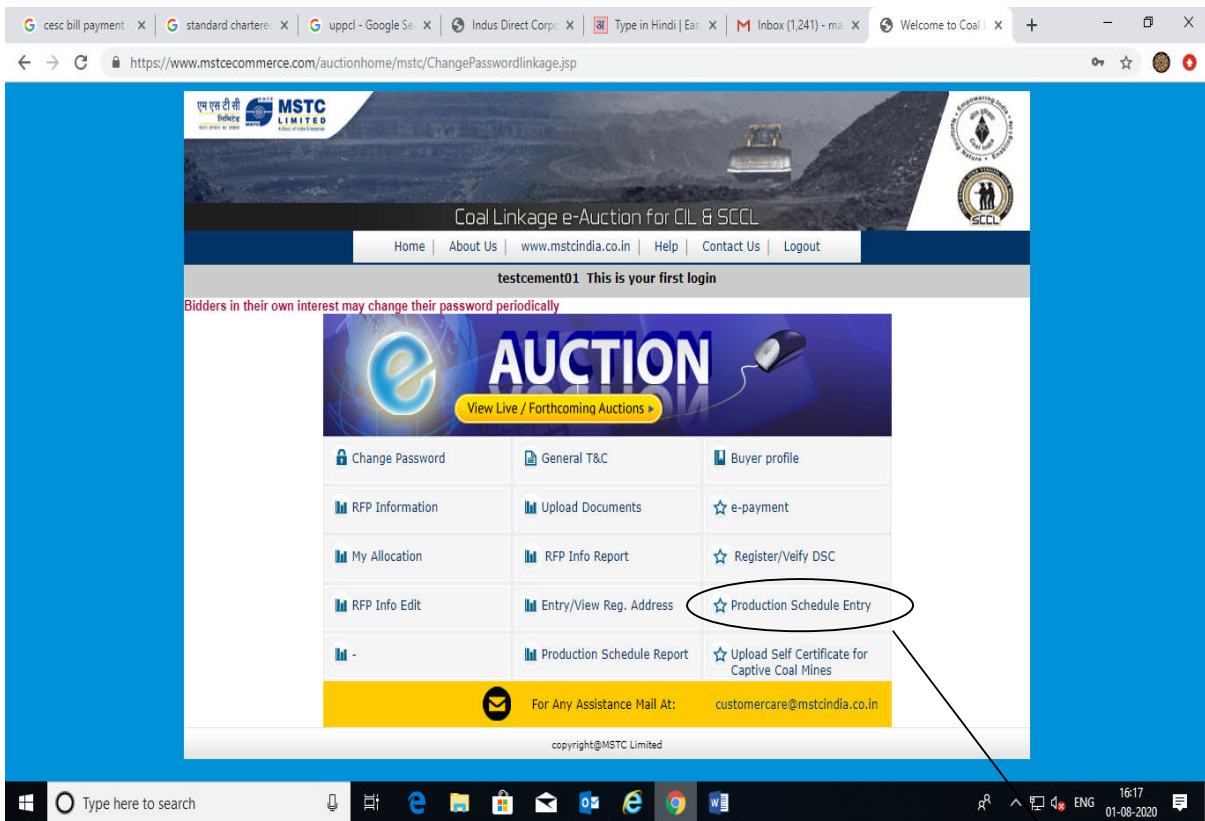 cesc bill payment
standard chartere
uppcl - Google Se
Indus Direct Corpo
Type in Hindi | Eas
Inbox (1,241) - ma
Welcome to Coal L
https://www.mstcecommerce.com/auctionhome/mstc/ChangePasswordlinkage.jsp
एम एस टी सी
लिमिटेड
MSTC
LIMITED
Coal Linkage e-Auction for CIL & SCCL
SCCL
Home | About Us | www.mstcindia.co.in | Help | Contact Us | Logout
testcement01 This is your first login
Bidders in their own interest may change their password periodically
e AUCTION
View Live / Forthcoming Auctions
Change Password
General T&C
Buyer profile
RFP Information
Upload Documents
e-payment
My Allocation
RFP Info Report
Register/Veify DSC
RFP Info Edit
Entry/View Reg. Address
Production Schedule Entry
-
Production Schedule Report
Upload Self Certificate for
Captive Coal Mines
For Any Assistance Mail At: customercare@mstcindia.co.in
copyright@MSTC Limited
Type here to search
ENG
16:17
01-08-2020